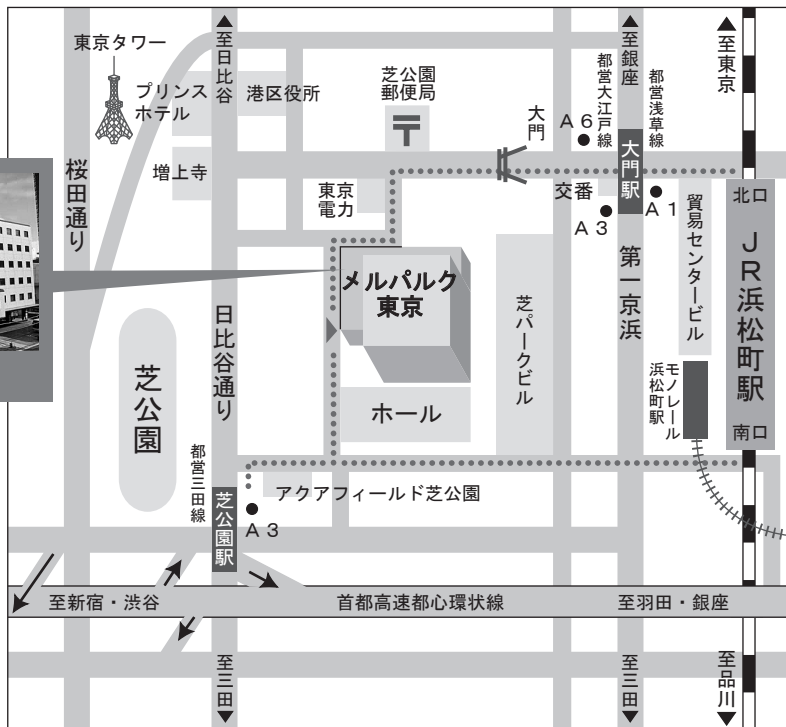 至日比谷
至銀座
至東京
東京タワー
プリンス
ホテル
港区役所
芝公園
郵便局
大門
A6
都営大江戸線
都営浅草線
大門駅
桜田通り
増上寺
東京
電力
交番
A3
A1
北口
貿易センタービル
JR浜松町駅
メルパルク
東京
芝パークビル
第一京浜
日比谷通り
芝公園
ホール
モノレール
浜松町駅
南口
都営三田線
芝公園駅
アクアフィールド芝公園
A3
至新宿・渋谷
首都高速都心環状線
至羽田・銀座
至三田
至三田
至品川